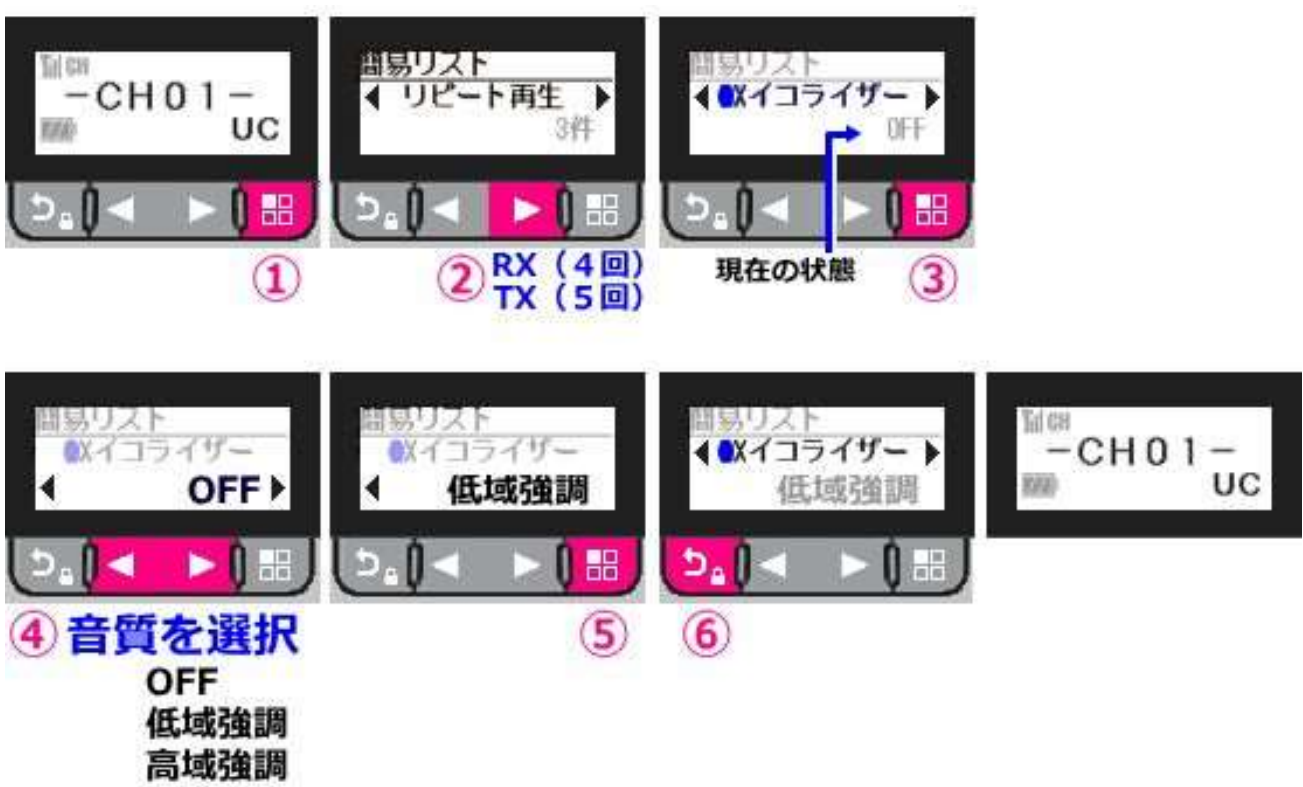 CH
-CH01-
UC
①
簡易リスト
リピート再生
3件
② RX（４回）
TX（５回）
簡易リスト
●Xイコライザー
OFF
現在の状態
③
簡易リスト
●Xイコライザー
OFF
④ 音質を選択
OFF
低域強調
高域強調
簡易リスト
●Xイコライザー
低域強調
⑤
簡易リスト
●Xイコライザー
低域強調
⑥
CH
-CH01-
UC